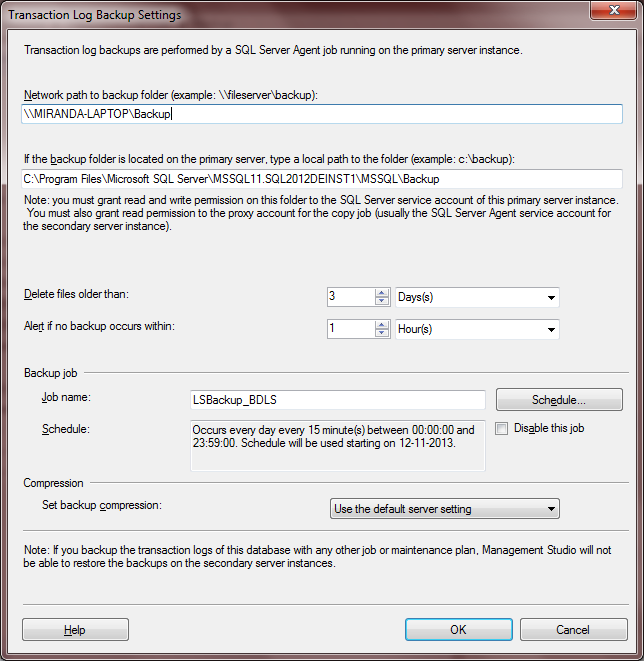 Transaction Log Backup Settings
Transaction log backups are performed by a SQL Server Agent job running on the primary server instance.
Network path to backup folder (example: \\fileserver\backup):
\\MIRANDA-LAPTOP\Backup
If the backup folder is located on the primary server, type a local path to the folder (example: c:\backup):
C:\Program Files\Microsoft SQL Server\MSSQL11.SQL2012DEINST1\MSSQL\Backup
Note: you must grant read and write permission on this folder to the SQL Server service account of this primary server instance.
You must also grant read permission to the proxy account for the copy job (usually the SQL Server Agent service account for
the secondary server instance).
Delete files older than: 3 Days(s)
Alert if no backup occurs within: 1 Hour(s)
Backup job
Job name: LSBackup_BDLS Schedule...
Schedule: Occurs every day every 15 minute(s) between 00:00:00 and Disable this job
23:59:00. Schedule will be used starting on 12-11-2013.
Compression
Set backup compression: Use the default server setting
Note: If you backup the transaction logs of this database with any other job or maintenance plan, Management Studio will not
be able to restore the backups on the secondary server instances.
Help OK Cancel